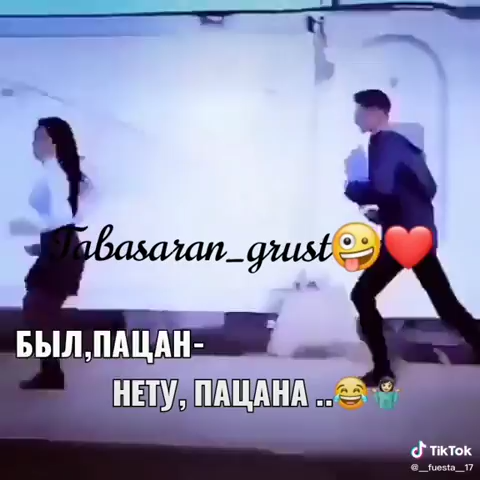 Tabasaran_grust🤪❤️
БЫЛ,ПАЦАН-
НЕТУ, ПАЦАНА ..😂🤷🏻‍♂️
TikTok
@__fuesta__17